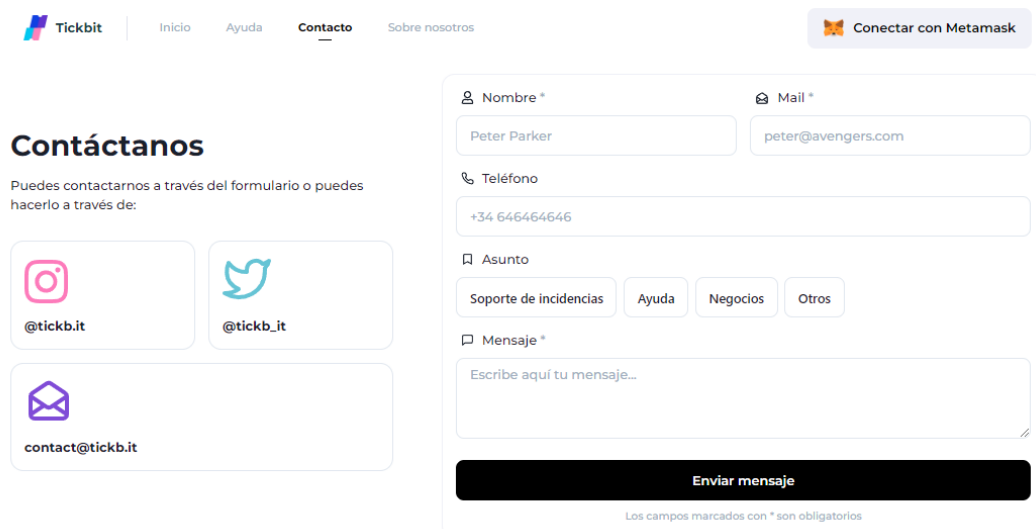 Tickbit
Inicio
Ayuda
Contacto
Sobre nosotros
Conectar con Metamask
Contáctanos
Puedes contactarnos a través del formulario o puedes
hacerlo a través de:
@tickb.it
@tickb_it
contact@tickb.it
Nombre *
Mail *
Peter Parker
peter@avengers.com
Teléfono
+34 646464646
Asunto
Soporte de incidencias
Ayuda
Negocios
Otros
Mensaje *
Escribe aquí tu mensaje...
Enviar mensaje
Los campos marcados con * son obligatorios